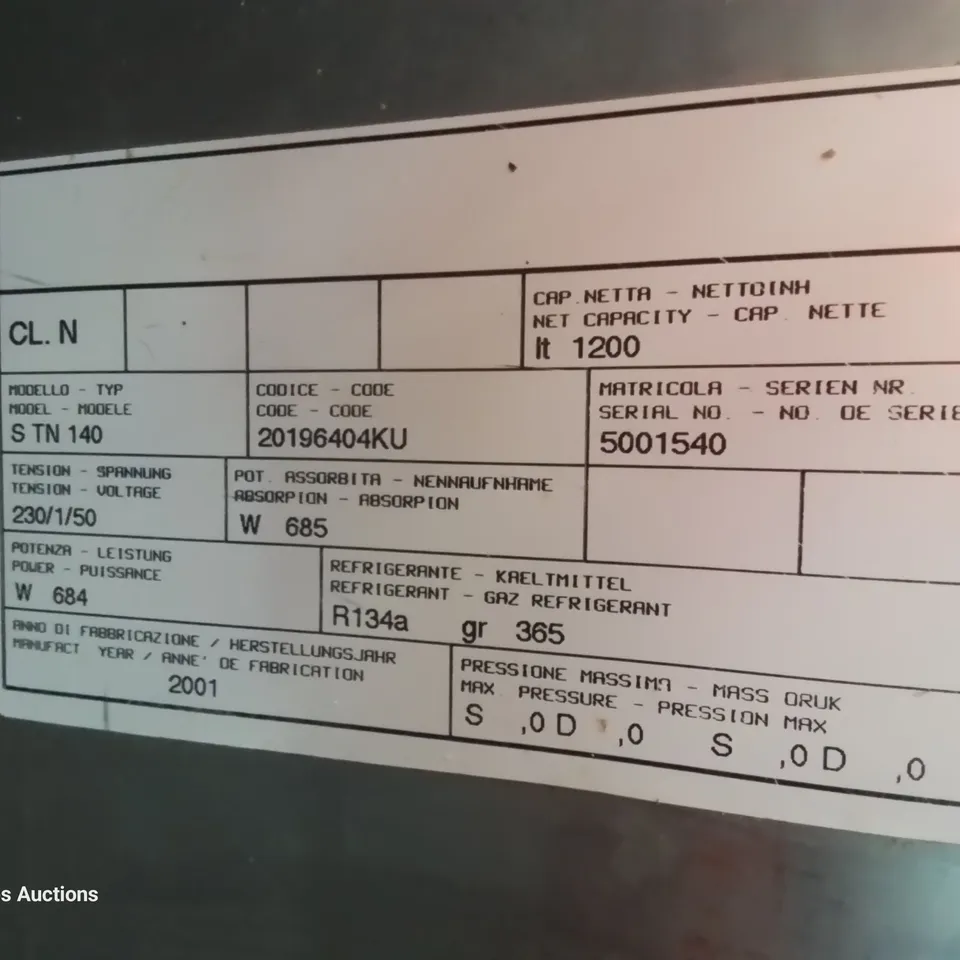 CL. N
CAP.NETTA - NETTOINH
NET CAPACITY - CAP. NETTE
lt 1200
MODELLO - TYP
MODEL - MODELE
S TN 140
CODICE - CODE
CODE - CODE
20196404KU
MATRICOLA - SERIEN NR.
SERIAL NO. - NO. DE SERIE
5001540
TENSION - SPANNUNG
TENSION - VOLTAGE
230/1/50
POT. ASSORBITA - NENNAUFNHAME
ABSORPION - ABSORPION
W 685
POTENZA - LEISTUNG
POWER - PUISSANCE
W 684
REFRIGERANTE - KAELTMITTEL
REFRIGERANT - GAZ REFRIGERANT
R134a gr 365
ANNO DI FABBRICAZIONE / HERSTELLUNGSJAHR
MANUFACT YEAR / ANNE' DE FABRICATION
2001
PRESSIONE MASSIMA - MASS DRUK
MAX. PRESSURE - PRESSION MAX
S ,0 D ,0 S ,0 D ,0
s Auctions